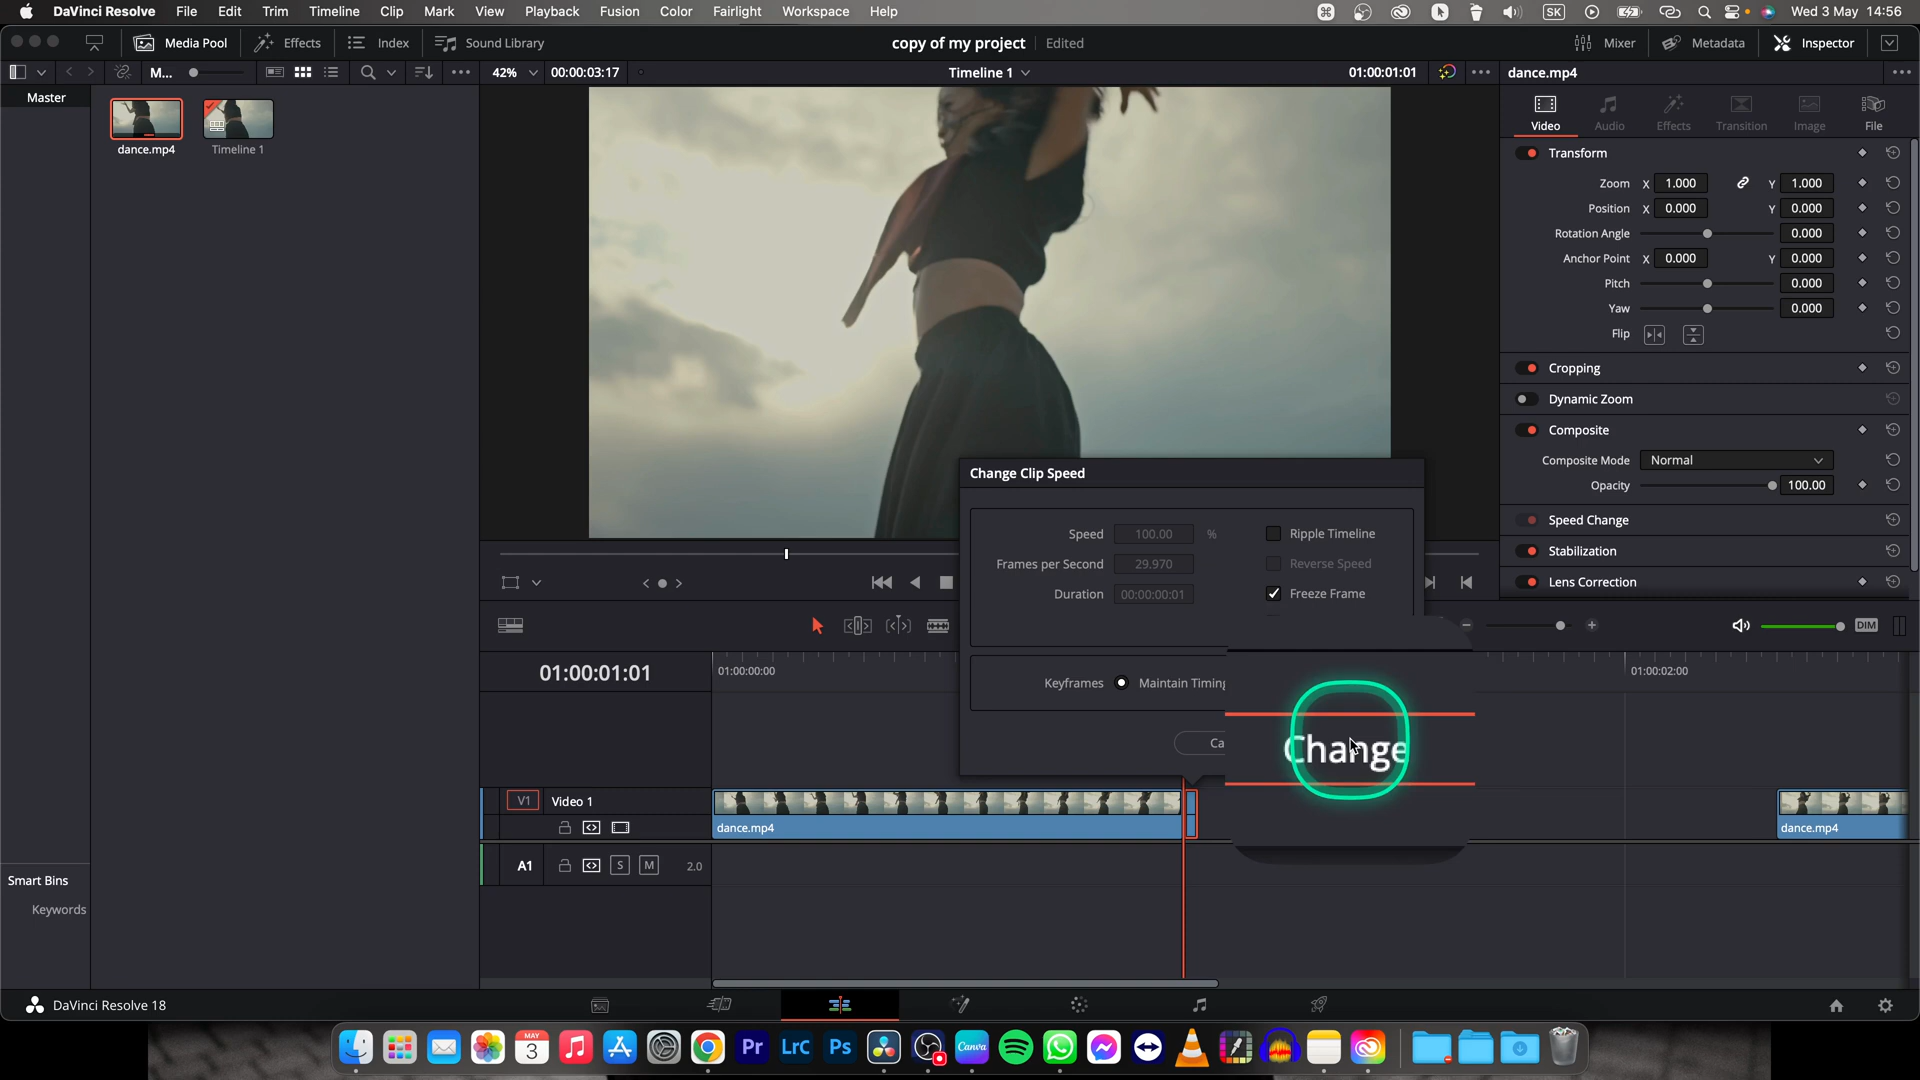 DaVinci Resolve File Edit Trim Timeline Clip Mark View Playback Fusion Color Fairlight Workspace Help SK Wed 3 May 14:56
Media Pool Effects Index Sound Library copy of my project Edited Mixer Metadata Inspector
M... 42% 00:00:03:17 Timeline 1 01:00:01:01 dance.mp4
Master
dance.mp4 Timeline 1
Video Audio Effects Transition Image File
Transform
Zoom X 1.000 Y 1.000
Position X 0.000 Y 0.000
Rotation Angle 0.000
Anchor Point X 0.000 Y 0.000
Pitch 0.000
Yaw 0.000
Flip
Cropping
Dynamic Zoom
Composite
Composite Mode Normal
Opacity 100.00
Speed Change
Stabilization
Lens Correction
Change Clip Speed
Speed 100.00 % Ripple Timeline
Frames per Second 29.970 Reverse Speed
Duration 00:00:00:01 Freeze Frame
Keyframes Maintain Timing
Ca
Change
DIM
01:00:01:01 01:00:00:00 01:00:02:00
V1 Video 1
dance.mp4 dance.mp4
A1 S M 2.0
Smart Bins
Keywords
DaVinci Resolve 18
MAY
3
Pr LrC Ps Canva